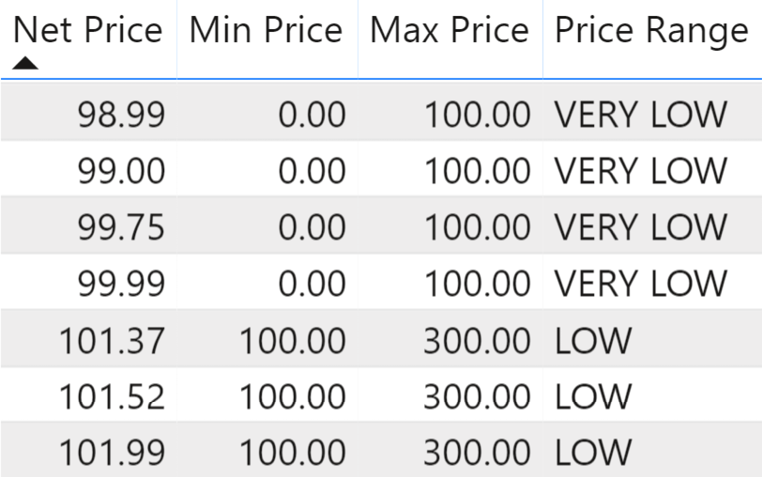 Net Price Min Price Max Price Price Range
98.99 0.00 100.00 VERY LOW
99.00 0.00 100.00 VERY LOW
99.75 0.00 100.00 VERY LOW
99.99 0.00 100.00 VERY LOW
101.37 100.00 300.00 LOW
101.52 100.00 300.00 LOW
101.99 100.00 300.00 LOW